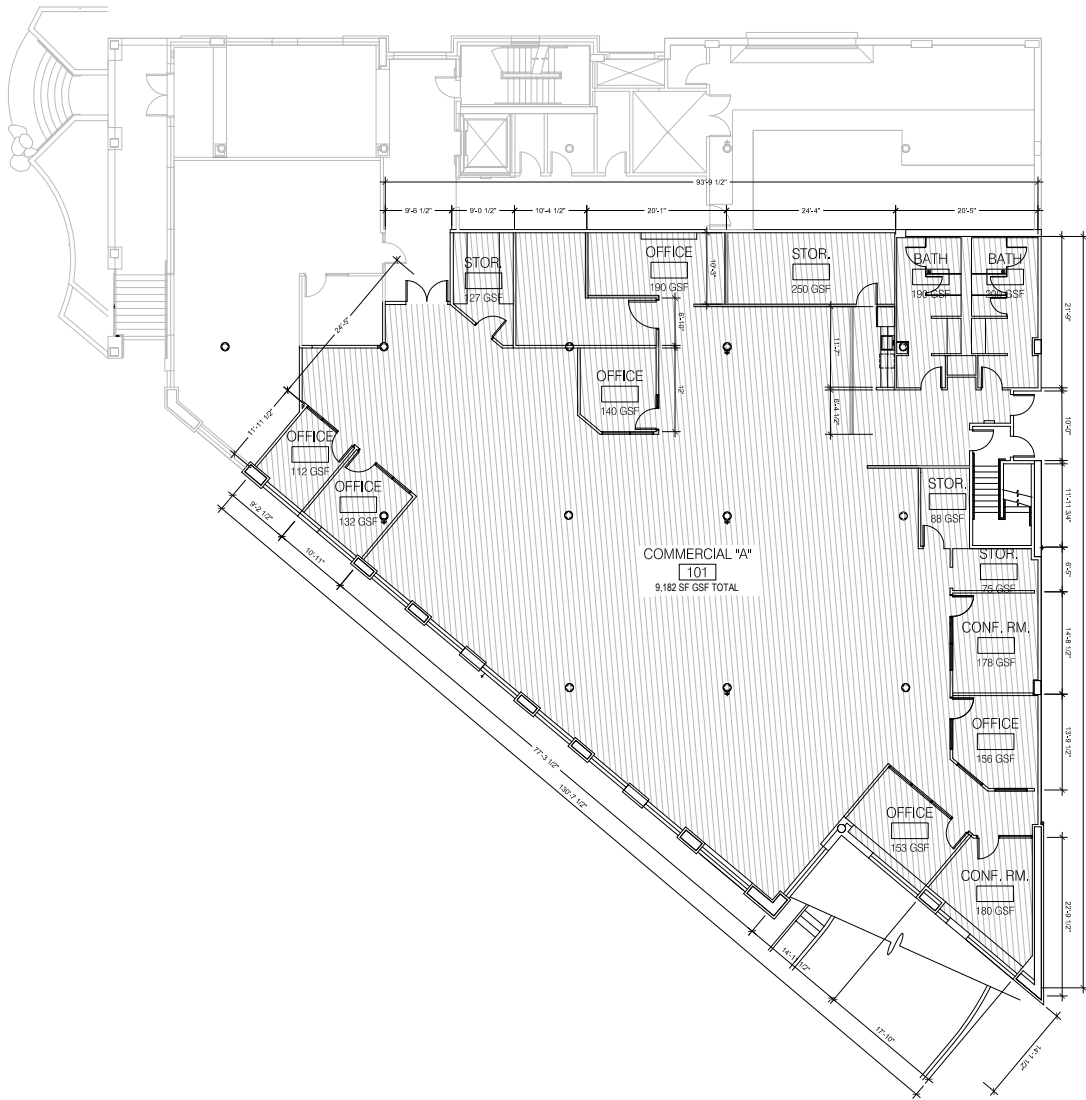 93'-9 1/2"
9'-6 1/2"
9'-0 1/2"
10'-4 1/2"
20'-1"
24'-4"
20'-5"
STOR.
127 GSF
OFFICE
190 GSF
10'-3"
STOR.
250 GSF
BATH
190 GSF
BATH
200 GSF
21'-9"
24'-5"
6'-10"
11'-7"
OFFICE
140 GSF
12'
6'-4 1/2"
10'-0"
11'-11 1/2"
OFFICE
112 GSF
OFFICE
132 GSF
STOR.
88 GSF
11'-11 3/4"
9'-2 1/2"
10'-11"
COMMERCIAL "A"
101
9,182 SF GSF TOTAL
STOR.
75 GSF
6'-5"
CONF. RM.
178 GSF
14'-8 1/2"
OFFICE
156 GSF
13'-9 1/2"
77'-3 1/2"
130'-7 1/2"
OFFICE
153 GSF
CONF. RM.
180 GSF
22'-9 1/2"
17'-10"
14'-1 1/2"